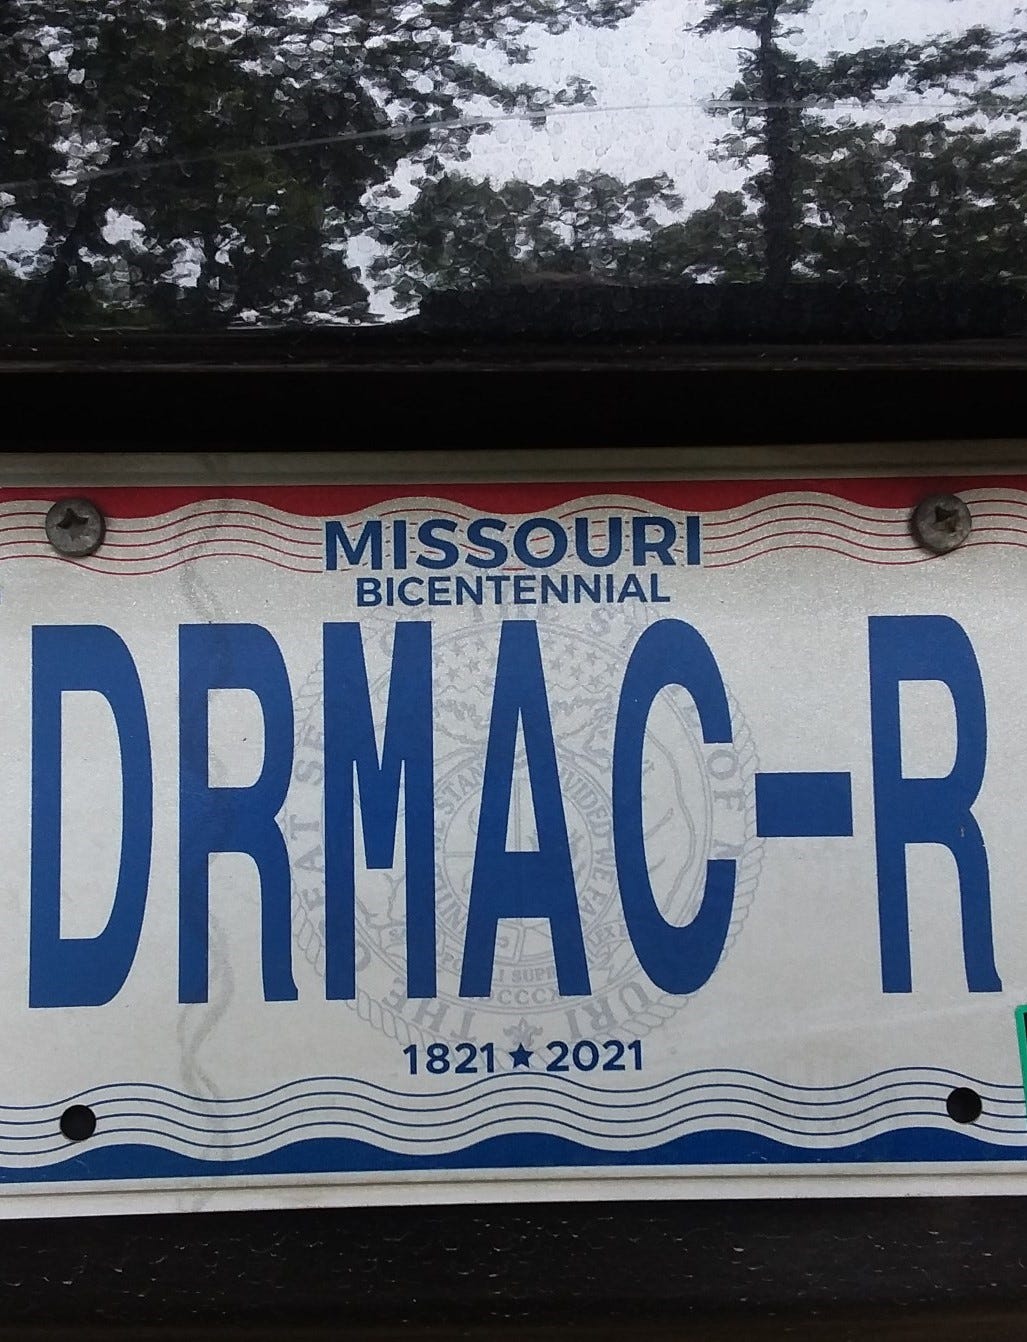 MISSOURI
BICENTENNIAL
DRMAC-R
1821★2021